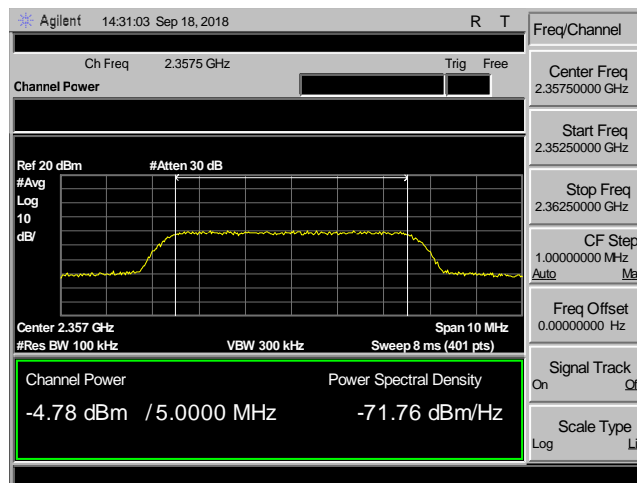 Agilent 14:31:03 Sep 18, 2018 R T
Freq/Channel
Ch Freq 2.3575 GHz Trig Free
Channel Power
Center Freq
2.35750000 GHz
Start Freq
2.35250000 GHz
Stop Freq
2.36250000 GHz
CF Step
1.00000000 MHz
Auto Ma
Freq Offset
0.00000000 Hz
Signal Track
On Of
Scale Type
Log Li
Ref 20 dBm #Atten 30 dB
#Avg
Log
10
dB/
Center 2.357 GHz Span 10 MHz
#Res BW 100 kHz VBW 300 kHz Sweep 8 ms (401 pts)
Channel Power Power Spectral Density
-4.78 dBm / 5.0000 MHz -71.76 dBm/Hz